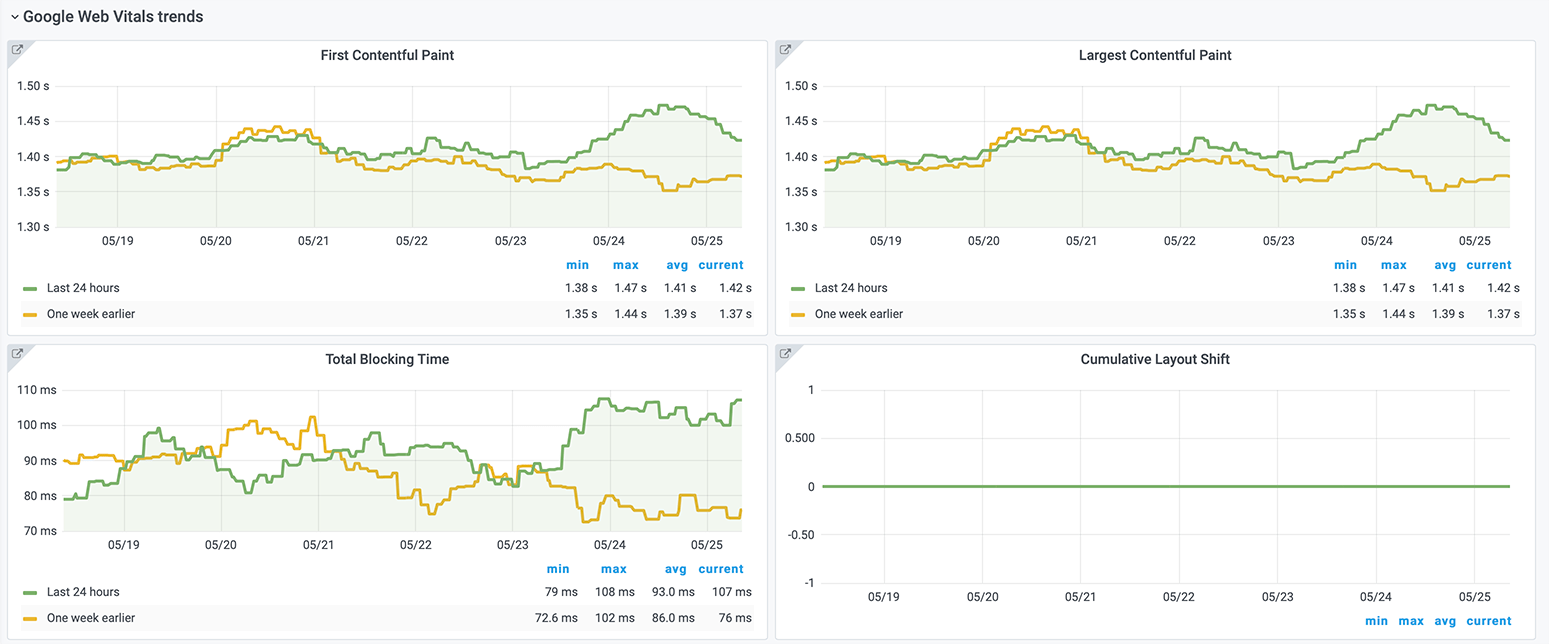 Google Web Vitals trends
First Contentful Paint
1.50 s
1.45 s
1.40 s
1.35 s
1.30 s
05/19 05/20 05/21 05/22 05/23 05/24 05/25
min max avg current
Last 24 hours 1.38 s 1.47 s 1.41 s 1.42 s
One week earlier 1.35 s 1.44 s 1.39 s 1.37 s
Largest Contentful Paint
1.50 s
1.45 s
1.40 s
1.35 s
1.30 s
05/19 05/20 05/21 05/22 05/23 05/24 05/25
min max avg current
Last 24 hours 1.38 s 1.47 s 1.41 s 1.42 s
One week earlier 1.35 s 1.44 s 1.39 s 1.37 s
Total Blocking Time
110 ms
100 ms
90 ms
80 ms
70 ms
05/19 05/20 05/21 05/22 05/23 05/24 05/25
min max avg current
Last 24 hours 79 ms 108 ms 93.0 ms 107 ms
One week earlier 72.6 ms 102 ms 86.0 ms 76 ms
Cumulative Layout Shift
1
0.500
0
-0.50
-1
05/19 05/20 05/21 05/22 05/23 05/24 05/25
min max avg current